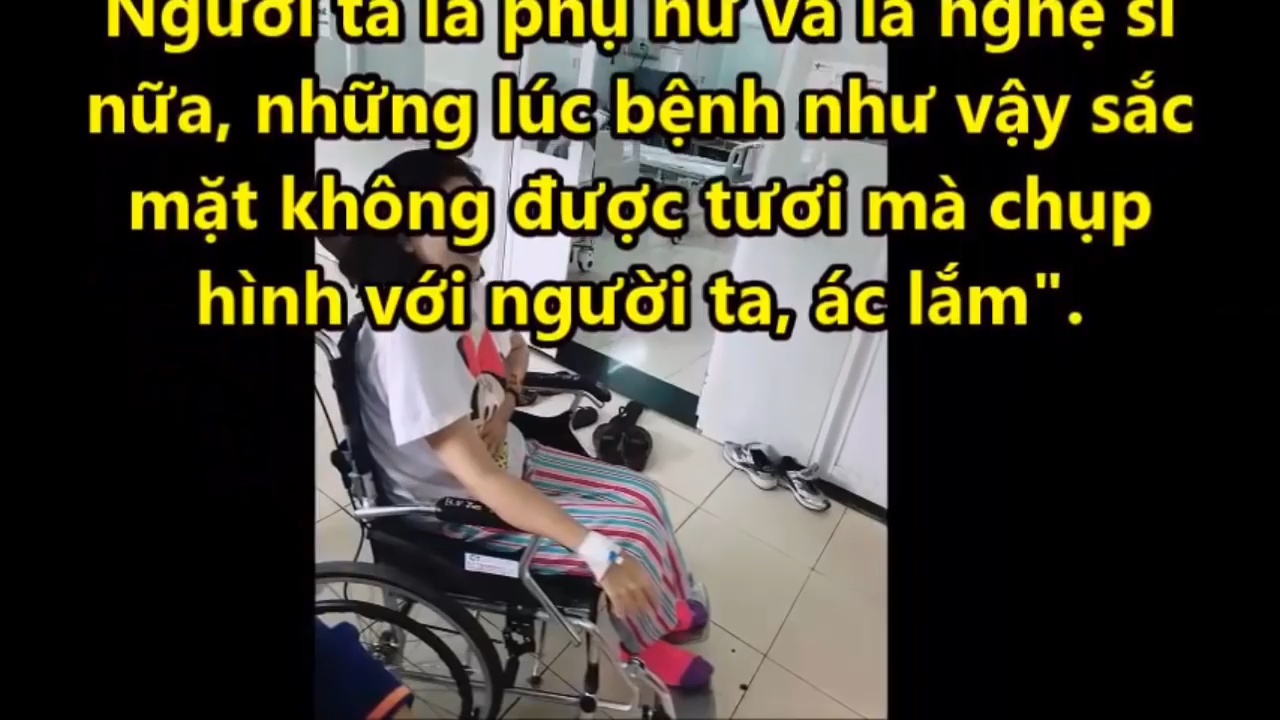 Người ta là phụ nữ và là nghệ sĩ
nữa, những lúc bệnh như vậy sắc
mặt không được tươi mà chụp
hình với người ta, ác lắm".